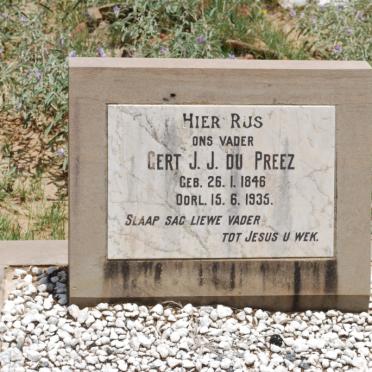 HIER RUS
ONS VADER
GERT J. J. DU PREEZ
GEB. 26. 1. 1846
OORL. 15. 6. 1935.
SLAAP SAG LIEWE VADER
TOT JESUS U WEK.